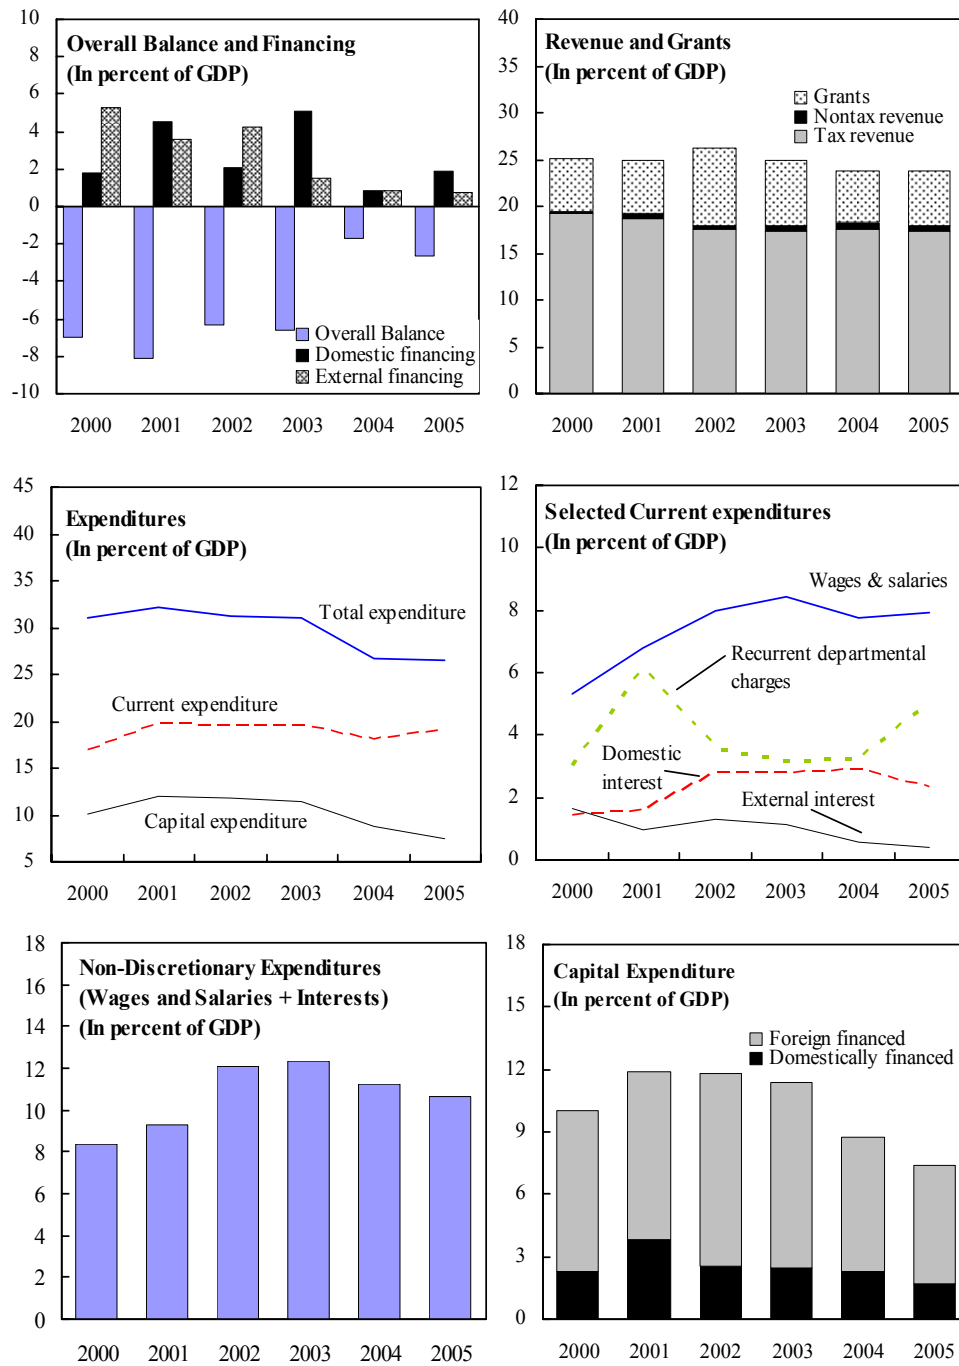 Overall Balance and Financing
(In percent of GDP)
10
8
6
4
2
0
-2
-4
-6
-8
-10
Overall Balance
Domestic financing
External financing
2000 2001 2002 2003 2004 2005
Revenue and Grants
(In percent of GDP)
40
35
30
25
20
15
10
5
0
Grants
Nontax revenue
Tax revenue
2000 2001 2002 2003 2004 2005
Expenditures
(In percent of GDP)
45
40
35
30
25
20
15
10
5
Total expenditure
Current expenditure
Capital expenditure
2000 2001 2002 2003 2004 2005
Selected Current expenditures
(In percent of GDP)
12
10
8
6
4
2
0
Wages & salaries
Recurrent departmental
charges
Domestic
interest
External interest
2000 2001 2002 2003 2004 2005
Non-Discretionary Expenditures
(Wages and Salaries + Interests)
(In percent of GDP)
18
16
14
12
10
8
6
4
2
0
2000 2001 2002 2003 2004 2005
Capital Expenditure
(In percent of GDP)
18
15
12
9
6
3
0
Foreign financed
Domestically financed
2000 2001 2002 2003 2004 2005